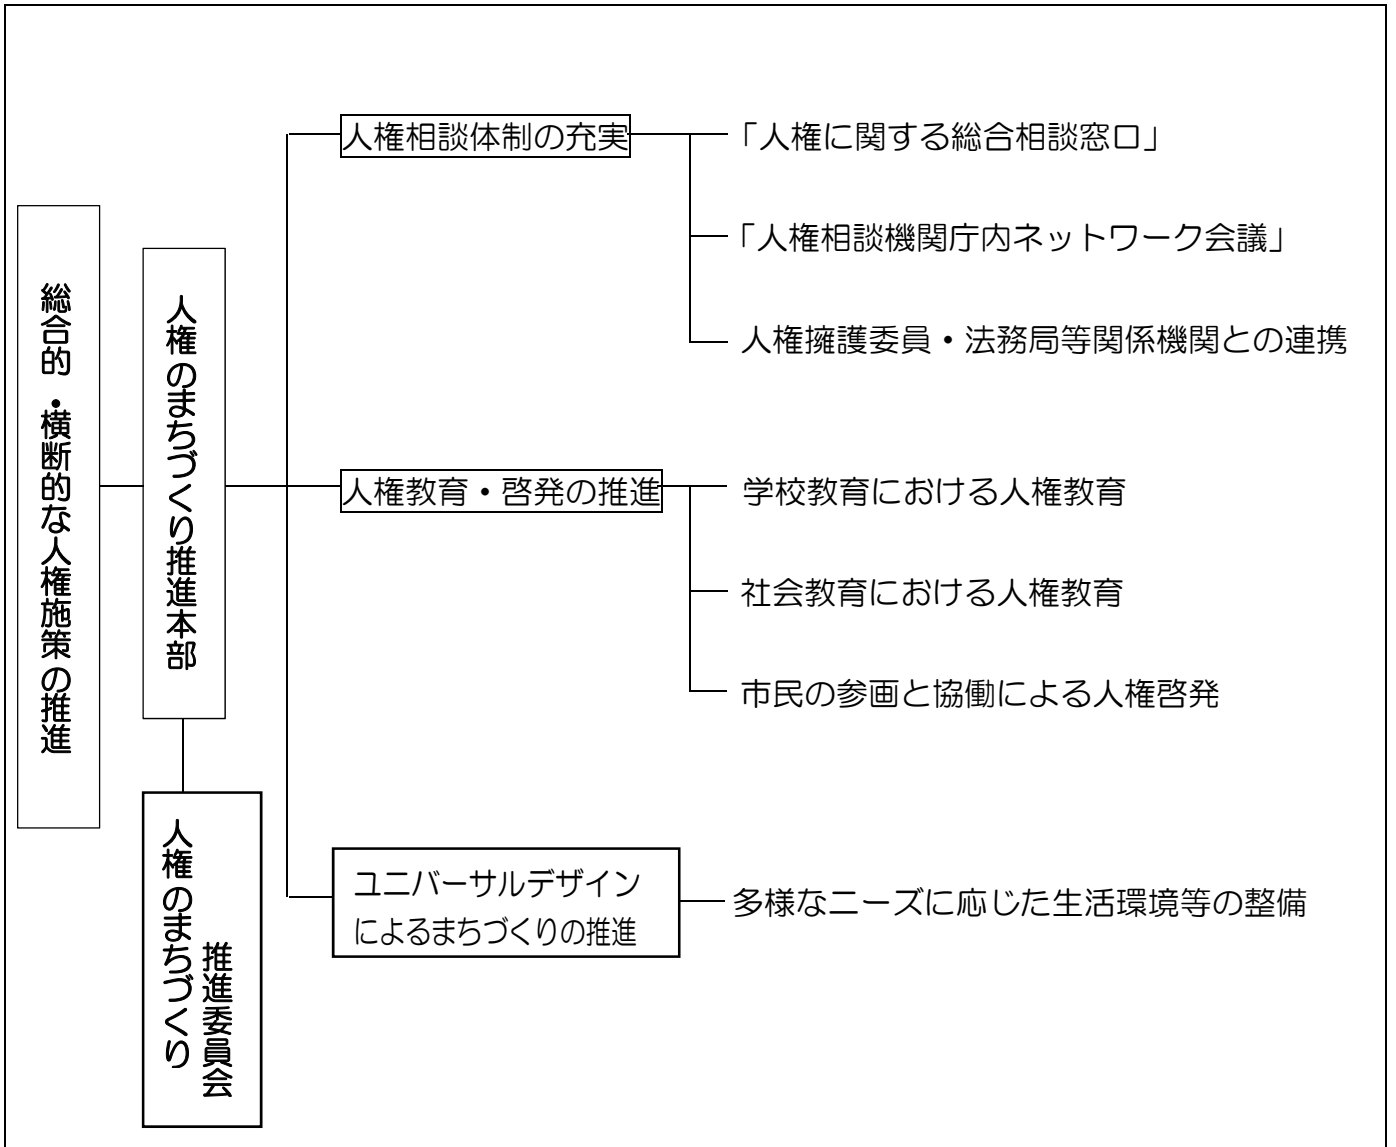 総合的・横断的な人権施策の推進
人権のまちづくり推進本部
人権のまちづくり
推進委員会
人権相談体制の充実
「人権に関する総合相談窓口」
「人権相談機関庁内ネットワーク会議」
人権擁護委員・法務局等関係機関との連携
人権教育・啓発の推進
学校教育における人権教育
社会教育における人権教育
市民の参画と協働による人権啓発
ユニバーサルデザイン
によるまちづくりの推進
多様なニーズに応じた生活環境等の整備